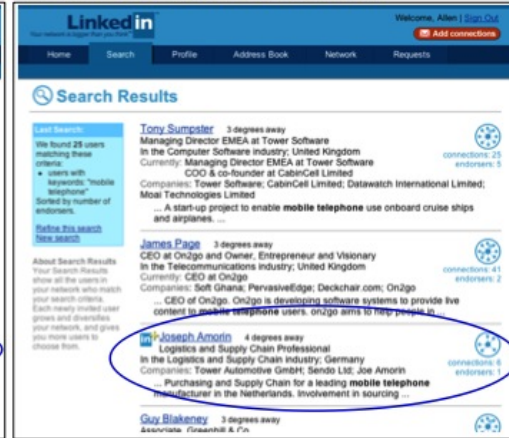 Linked in
Your network is bigger than you think™
Welcome, Allen | Sign Out
Add connections
Home Search Profile Address Book Network Requests
Search Results
Last Search:
We found 25 users
matching these
criteria:
users with
keywords: "mobile
telephone"
Sorted by number of
endorsers.
Refine this search
New search
About Search Results
Your Search Results
show all the users in
your network who match
your search criteria.
Each newly invited user
grows and diversifies
your network, and gives
you more users to
choose from.
Tony Sumpster 3 degrees away
Managing Director EMEA at Tower Software
In the Computer Software industry; United Kingdom
Currently: Managing Director EMEA at Tower Software
COO & co-founder at CabinCell Limited
Companies: Tower Software; CabinCell Limited; Datawatch International Limited;
Moai Technologies Limited
... A start-up project to enable mobile telephone use onboard cruise ships
and airplanes. ...
connections: 25
endorsers: 5
James Page 3 degrees away
CEO at On2go and Owner, Entrepreneur and Visionary
In the Telecommunications industry; United Kingdom
Currently: CEO at On2go
Companies: Soft Ghana; PervasiveEdge; Deckchair.com; On2go
... CEO of On2go. On2go is developing software systems to provide live
content to mobile telephone users. on2go aims to help people in ...
connections: 41
endorsers: 2
in Joseph Amorin 4 degrees away
Logistics and Supply Chain Professional
In the Logistics and Supply Chain industry; Germany
Companies: Tower Automotive GmbH; Sendo Ltd; Joe Amorin
... Purchasing and Supply Chain for a leading mobile telephone
manufacturer in the Netherlands. Involvement in sourcing ...
connections: 6
endorsers: 1
Guy Blakeney 3 degrees away
Associate, Greenhill & Co.